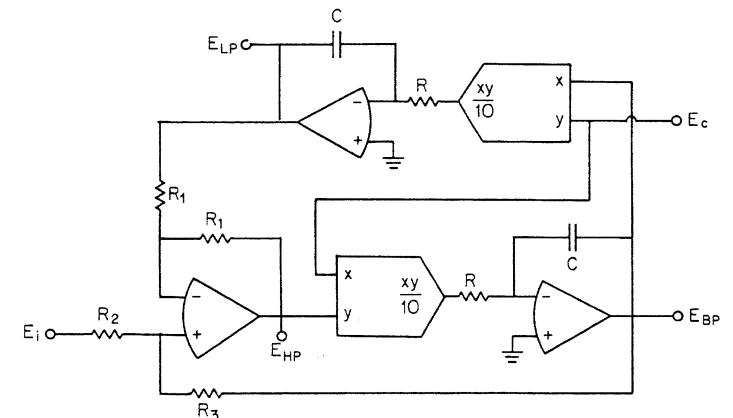 C
E_LP
R
xy/10
x
y
−
+
E_c
R_1
R_1
x
y
xy/10
R
C
−
+
−
+
R_2
E_i
E_HP
E_BP
R_3